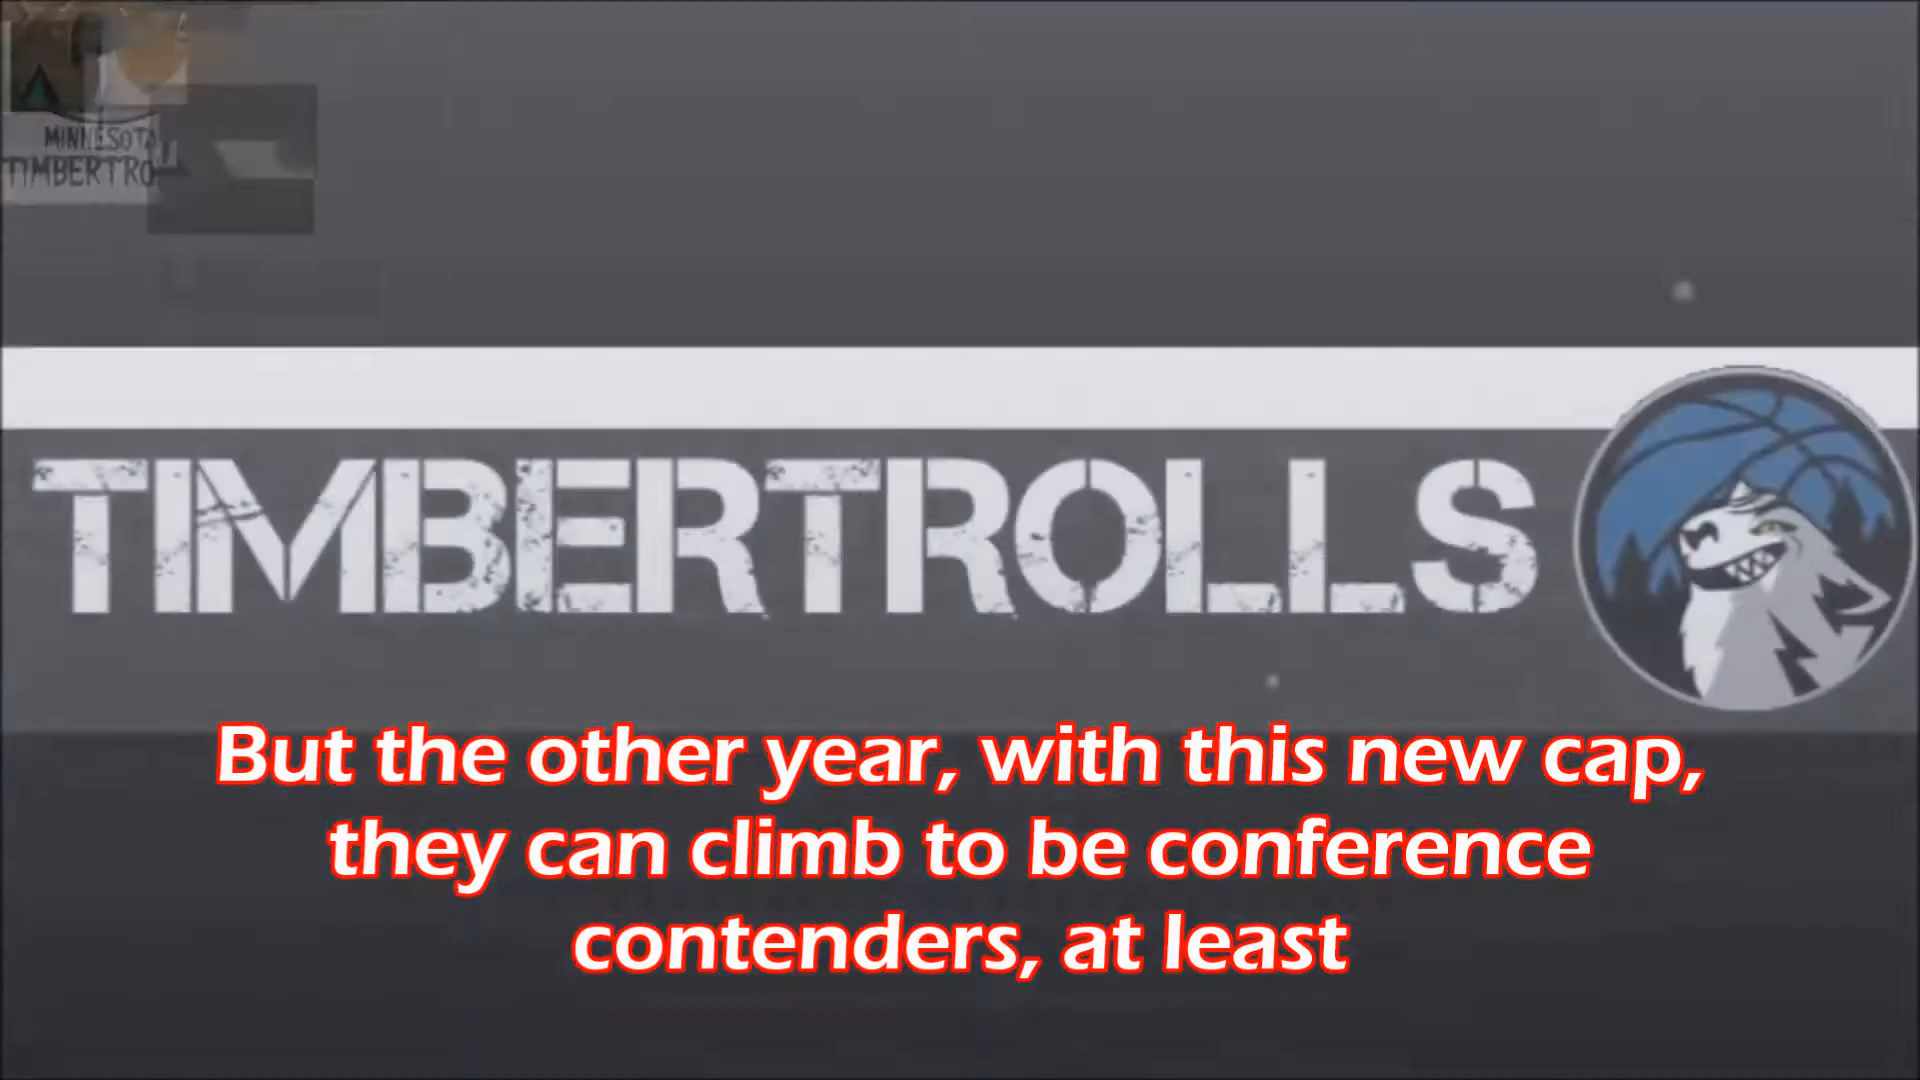 MINNESOTA
TIMBERTRO
TIMBERTROLLS
But the other year, with this new cap,
they can climb to be conference
contenders, at least